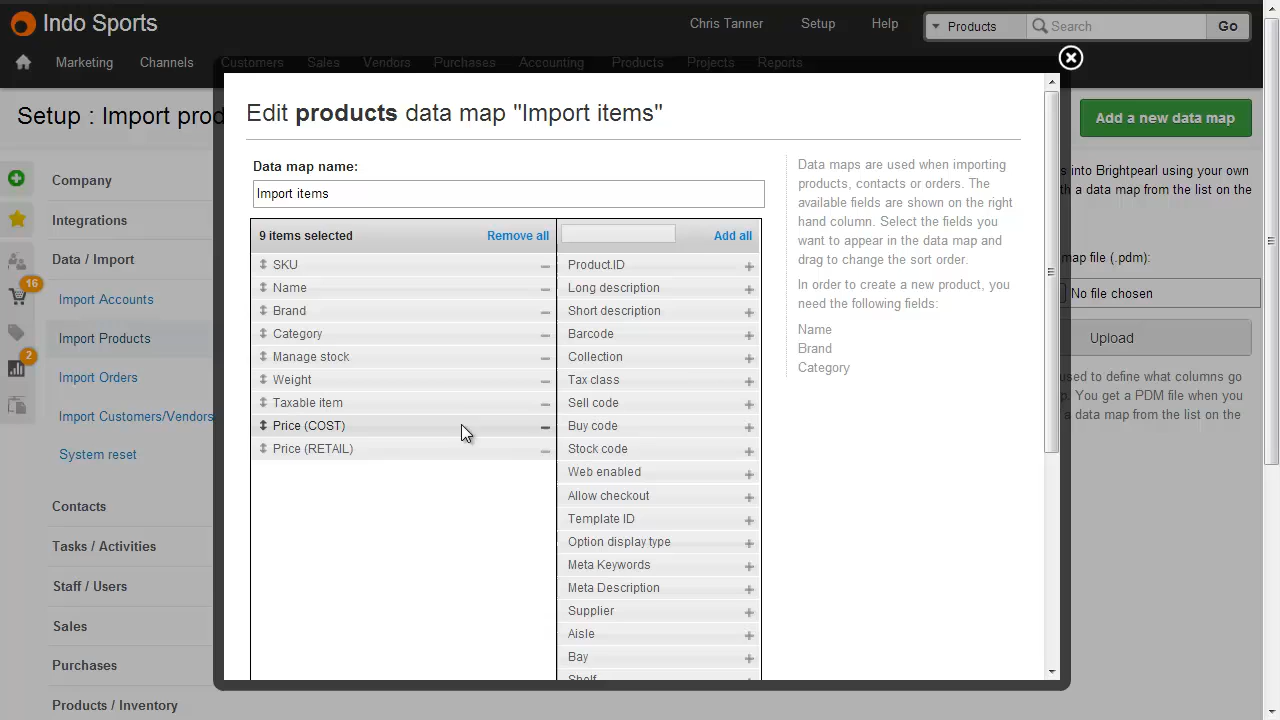 Indo Sports
Chris Tanner
Setup
Help
Products
Search
Go
Marketing
Channels
Customers
Sales
Vendors
Purchases
Accounting
Products
Projects
Reports
Setup : Import prod
Add a new data map
Edit products data map "Import items"
Data map name:
Import items
9 items selected
Remove all
Add all
SKU
Name
Brand
Category
Manage stock
Weight
Taxable item
Price (COST)
Price (RETAIL)
Product.ID
Long description
Short description
Barcode
Collection
Tax class
Sell code
Buy code
Stock code
Web enabled
Allow checkout
Template ID
Option display type
Meta Keywords
Meta Description
Supplier
Aisle
Bay
Shelf
Data maps are used when importing
products, contacts or orders. The
available fields are shown on the right
hand column. Select the fields you
want to appear in the data map and
drag to change the sort order.
In order to create a new product, you
need the following fields:
Name
Brand
Category
Company
Integrations
Data / Import
16
Import Accounts
Import Products
2
Import Orders
Import Customers/Vendors
System reset
Contacts
Tasks / Activities
Staff / Users
Sales
Purchases
Products / Inventory
s into Brightpearl using your own
h a data map from the list on the
map file (.pdm):
No file chosen
Upload
used to define what columns go
p. You get a PDM file when you
a data map from the list on the